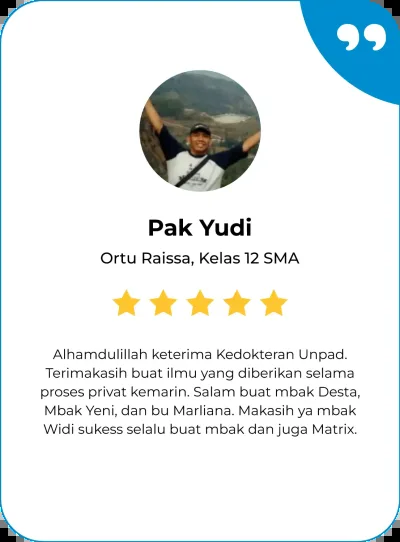 Pak Yudi
Ortu Raissa, Kelas 12 SMA
Alhamdulillah keterima Kedokteran Unpad.
Terimakasih buat ilmu yang diberikan selama
proses privat kemarin. Salam buat mbak Desta,
Mbak Yeni, dan bu Marliana. Makasih ya mbak
Widi sukess selalu buat mbak dan juga Matrix.